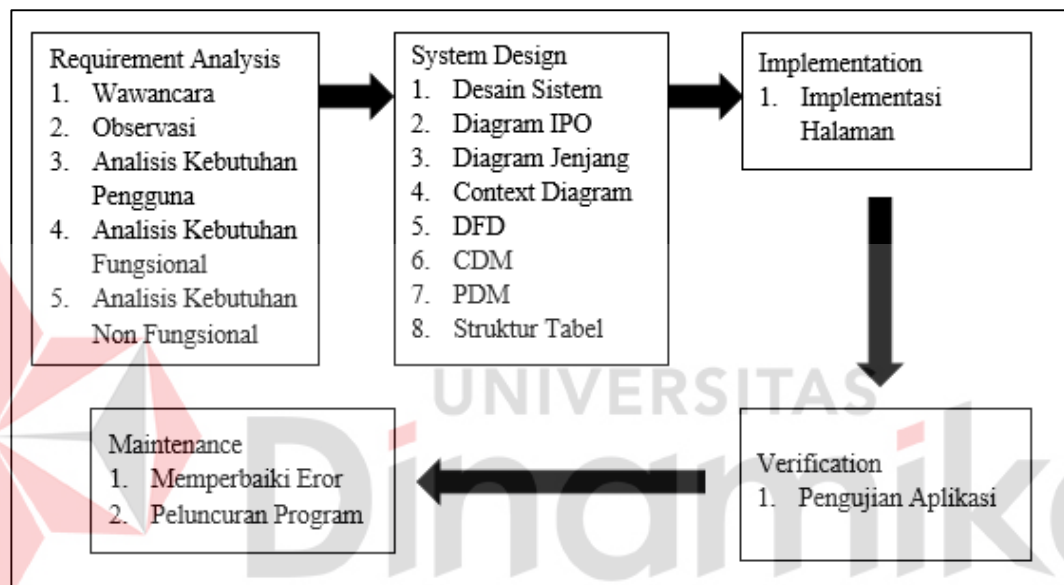 Requirement Analysis
1. Wawancara
2. Observasi
3. Analisis Kebutuhan
Pengguna
4. Analisis Kebutuhan
Fungsional
5. Analisis Kebutuhan
Non Fungsional
System Design
1. Desain Sistem
2. Diagram IPO
3. Diagram Jenjang
4. Context Diagram
5. DFD
6. CDM
7. PDM
8. Struktur Tabel
Implementation
1. Implementasi
Halaman
Verification
1. Pengujian Aplikasi
Maintenance
1. Memperbaiki Eror
2. Peluncuran Program
UNIVERSITAS
Dinamika